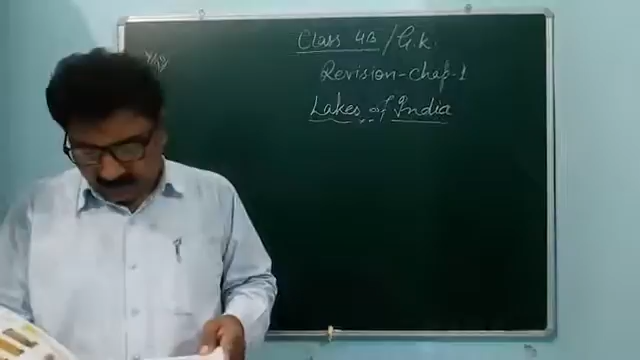 Class 4B / G.K.
Revision - Chap-1
Lakes of India